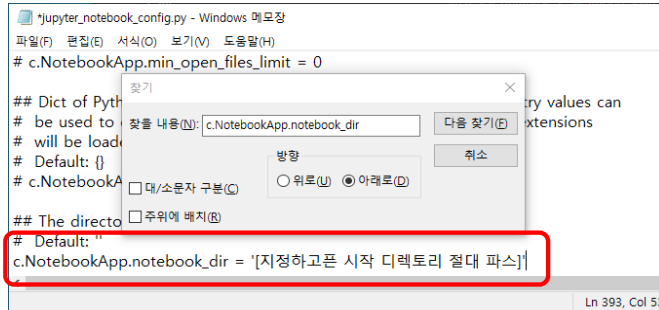 *jupyter_notebook_config.py - Windows 메모장
파일(F) 편집(E) 서식(O) 보기(V) 도움말(H)
# c.NotebookApp.min_open_files_limit = 0
찾기
## Dict of Pyth
ry values can
# be used to
xtensions
# will be load
# Default: {}
# c.NotebookA
찾을 내용(N): c.NotebookApp.notebook_dir
다음 찾기(F)
방향
취소
대/소문자 구분(C)
위로(U) 아래로(D)
주위에 배치(R)
## The directo
# Default: ''
c.NotebookApp.notebook_dir = '[지정하고픈 시작 디렉토리 절대 파스]'
Ln 393, Col 5